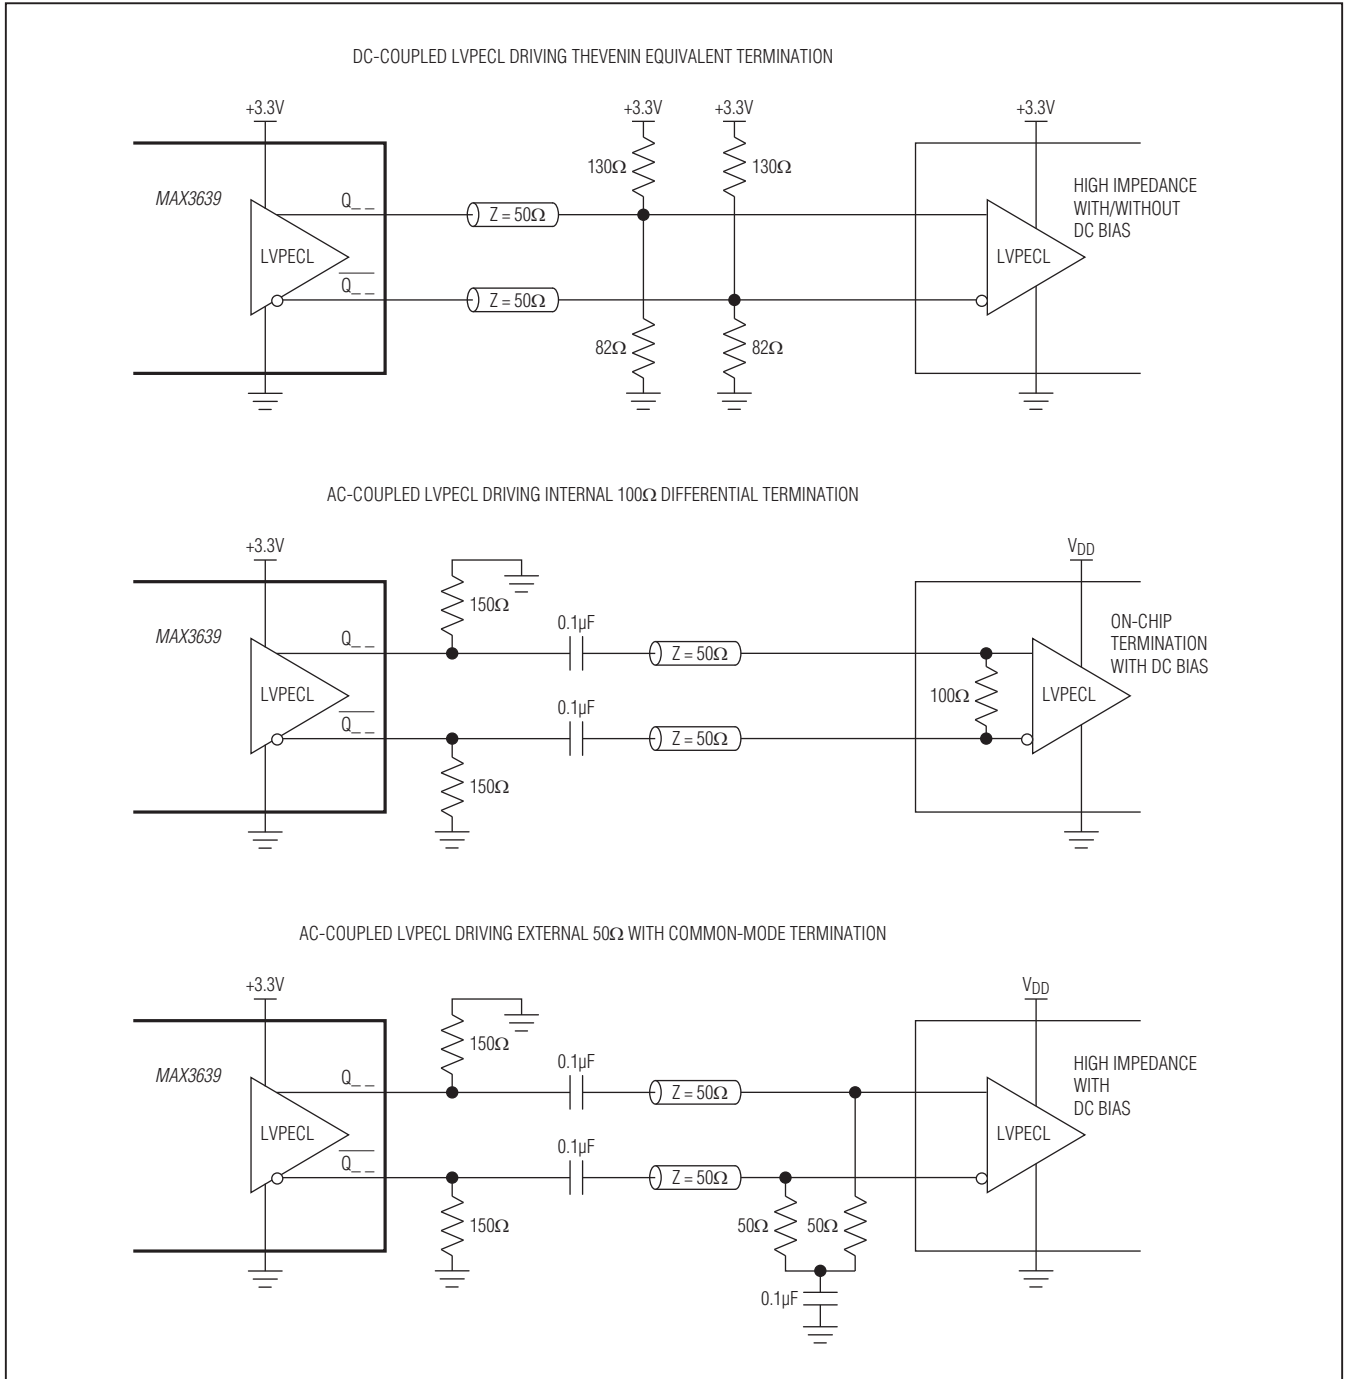 DC-COUPLED LVPECL DRIVING THEVENIN EQUIVALENT TERMINATION
+3.3V
+3.3V
+3.3V
+3.3V
130Ω
130Ω
MAX3639
Q_ _
Z = 50Ω
HIGH IMPEDANCE
WITH/WITHOUT
DC BIAS
LVPECL
LVPECL
Q_ _
Z = 50Ω
82Ω
82Ω
AC-COUPLED LVPECL DRIVING INTERNAL 100Ω DIFFERENTIAL TERMINATION
+3.3V
VDD
150Ω
MAX3639
Q_ _
0.1µF
Z = 50Ω
ON-CHIP
TERMINATION
WITH DC BIAS
LVPECL
100Ω
LVPECL
Q_ _
0.1µF
Z = 50Ω
150Ω
AC-COUPLED LVPECL DRIVING EXTERNAL 50Ω WITH COMMON-MODE TERMINATION
+3.3V
VDD
150Ω
MAX3639
Q_ _
0.1µF
Z = 50Ω
HIGH IMPEDANCE
WITH
DC BIAS
LVPECL
LVPECL
Q_ _
0.1µF
Z = 50Ω
150Ω
50Ω
50Ω
0.1µF